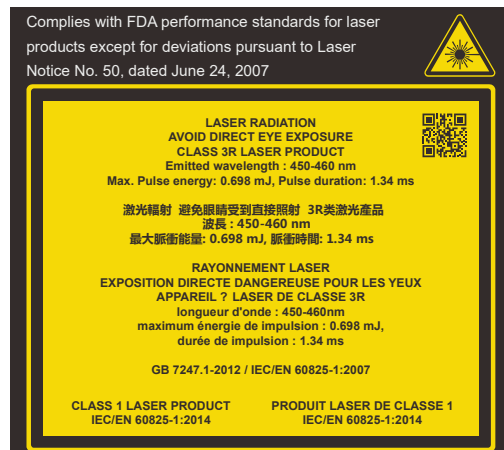 Complies with FDA performance standards for laser
products except for deviations pursuant to Laser
Notice No. 50, dated June 24, 2007
LASER RADIATION
AVOID DIRECT EYE EXPOSURE
CLASS 3R LASER PRODUCT
Emitted wavelength : 450-460 nm
Max. Pulse energy: 0.698 mJ, Pulse duration: 1.34 ms
激光輻射 避免眼睛受到直接照射 3R类激光產品
波長 : 450-460 nm
最大脈衝能量: 0.698 mJ, 脈衝時間: 1.34 ms
RAYONNEMENT LASER
EXPOSITION DIRECTE DANGEREUSE POUR LES YEUX
APPAREIL ? LASER DE CLASSE 3R
longueur d'onde : 450-460nm
maximum énergie de impulsion : 0.698 mJ,
durée de impulsion : 1.34 ms
GB 7247.1-2012 / IEC/EN 60825-1:2007
CLASS 1 LASER PRODUCT PRODUIT LASER DE CLASSE 1
IEC/EN 60825-1:2014 IEC/EN 60825-1:2014